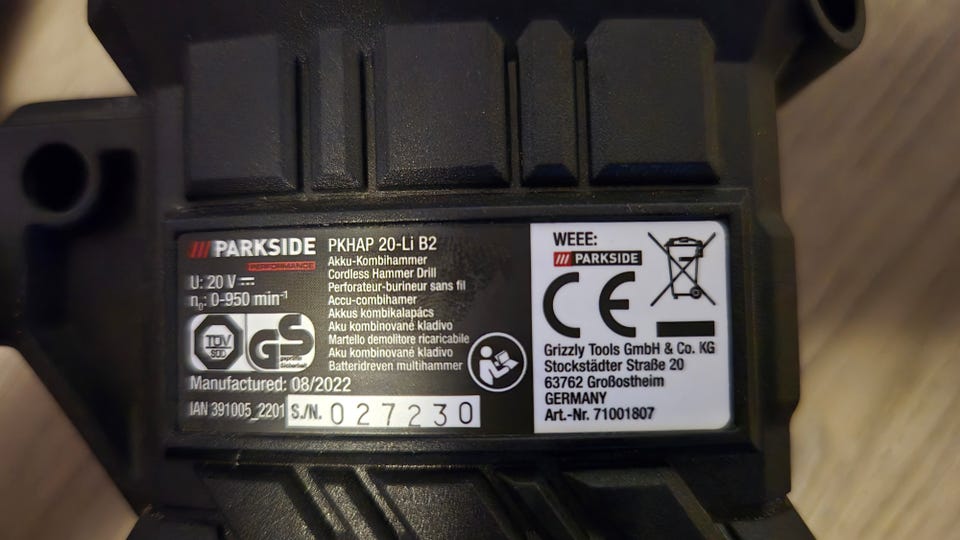 PARKSIDE
PERFORMANCE
U: 20 V
n₀: 0-950 min⁻¹
TÜV
SÜD
GS
Manufactured: 08/2022
IAN 391005_2201
S./N. 027230
PKHAP 20-Li B2
Akku-Kombihammer
Cordless Hammer Drill
Perforateur-burineur sans fil
Accu-combihamer
Akkus kombikalapács
Aku kombinované kladivo
Martello demolitore ricaricabile
Aku kombinované kladivo
Batteridreven multihammer
WEEE:
PARKSIDE
CE
Grizzly Tools GmbH & Co. KG
Stockstädter Straße 20
63762 Großostheim
GERMANY
Art.-Nr. 71001807